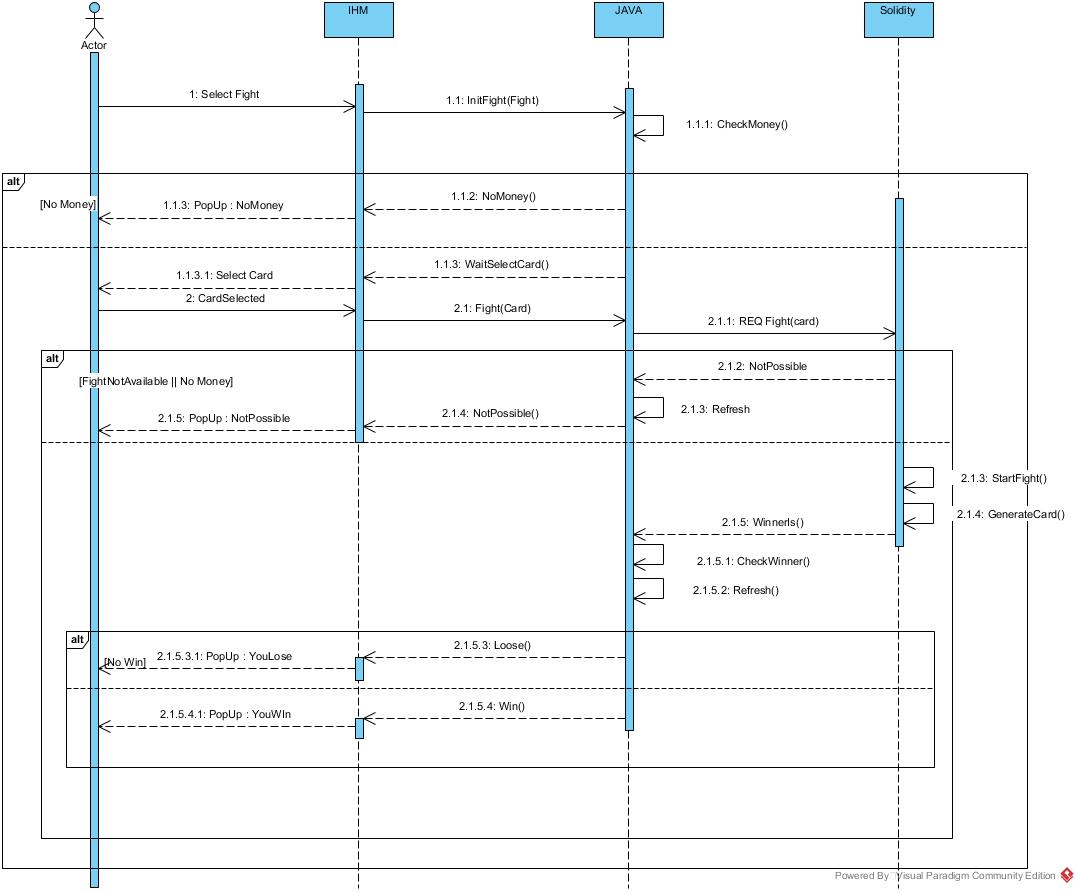 IHM
JAVA
Solidity
Actor
1: Select Fight
1.1: InitFight(Fight)
1.1.1: CheckMoney()
alt
[No Money]
1.1.2: NoMoney()
1.1.3: PopUp : NoMoney
1.1.3: WaitSelectCard()
1.1.3.1: Select Card
2: CardSelected
2.1: Fight(Card)
2.1.1: REQ Fight(card)
alt
[FightNotAvailable || No Money]
2.1.2: NotPossible
2.1.3: Refresh
2.1.4: NotPossible()
2.1.5: PopUp : NotPossible
2.1.3: StartFight()
2.1.4: GenerateCard()
2.1.5: WinnerIs()
2.1.5.1: CheckWinner()
2.1.5.2: Refresh()
alt
[No Win]
2.1.5.3: Loose()
2.1.5.3.1: PopUp : YouLose
2.1.5.4: Win()
2.1.5.4.1: PopUp : YouWIn
Powered By Visual Paradigm Community Edition